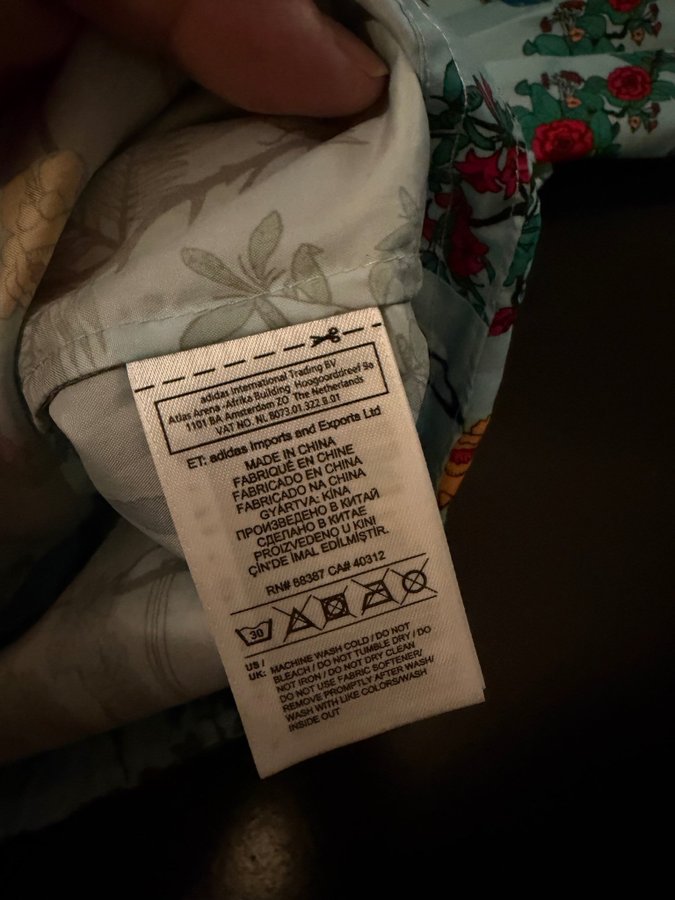 adidas International Trading BV
Atlas Arena -Afrika Building Hoogoorddreef 9a
1101 BA Amsterdam ZO The Netherlands
VAT NO. NL 8073.01.322 B 01
ET: adidas Imports and Exports Ltd
MADE IN CHINA
FABRIQUÉ EN CHINE
FABRICADO EN CHINA
FABRICADO NA CHINA
GYÁRTVA: KÍNA
ПРОИЗВЕДЕНО В КИТАЙ
СДЕЛАНО В КИТАЕ
PROIZVEDENO U KINI
ÇİN'DE İMAL EDİLMİŞTİR.
RN# 88387 CA# 40312
30
US / UK: MACHINE WASH COLD / DO NOT
BLEACH / DO NOT TUMBLE DRY / DO
NOT IRON / DO NOT DRY CLEAN
DO NOT USE FABRIC SOFTENER/
REMOVE PROMPTLY AFTER WASH/
WASH WITH LIKE COLORS/WASH
INSIDE OUT